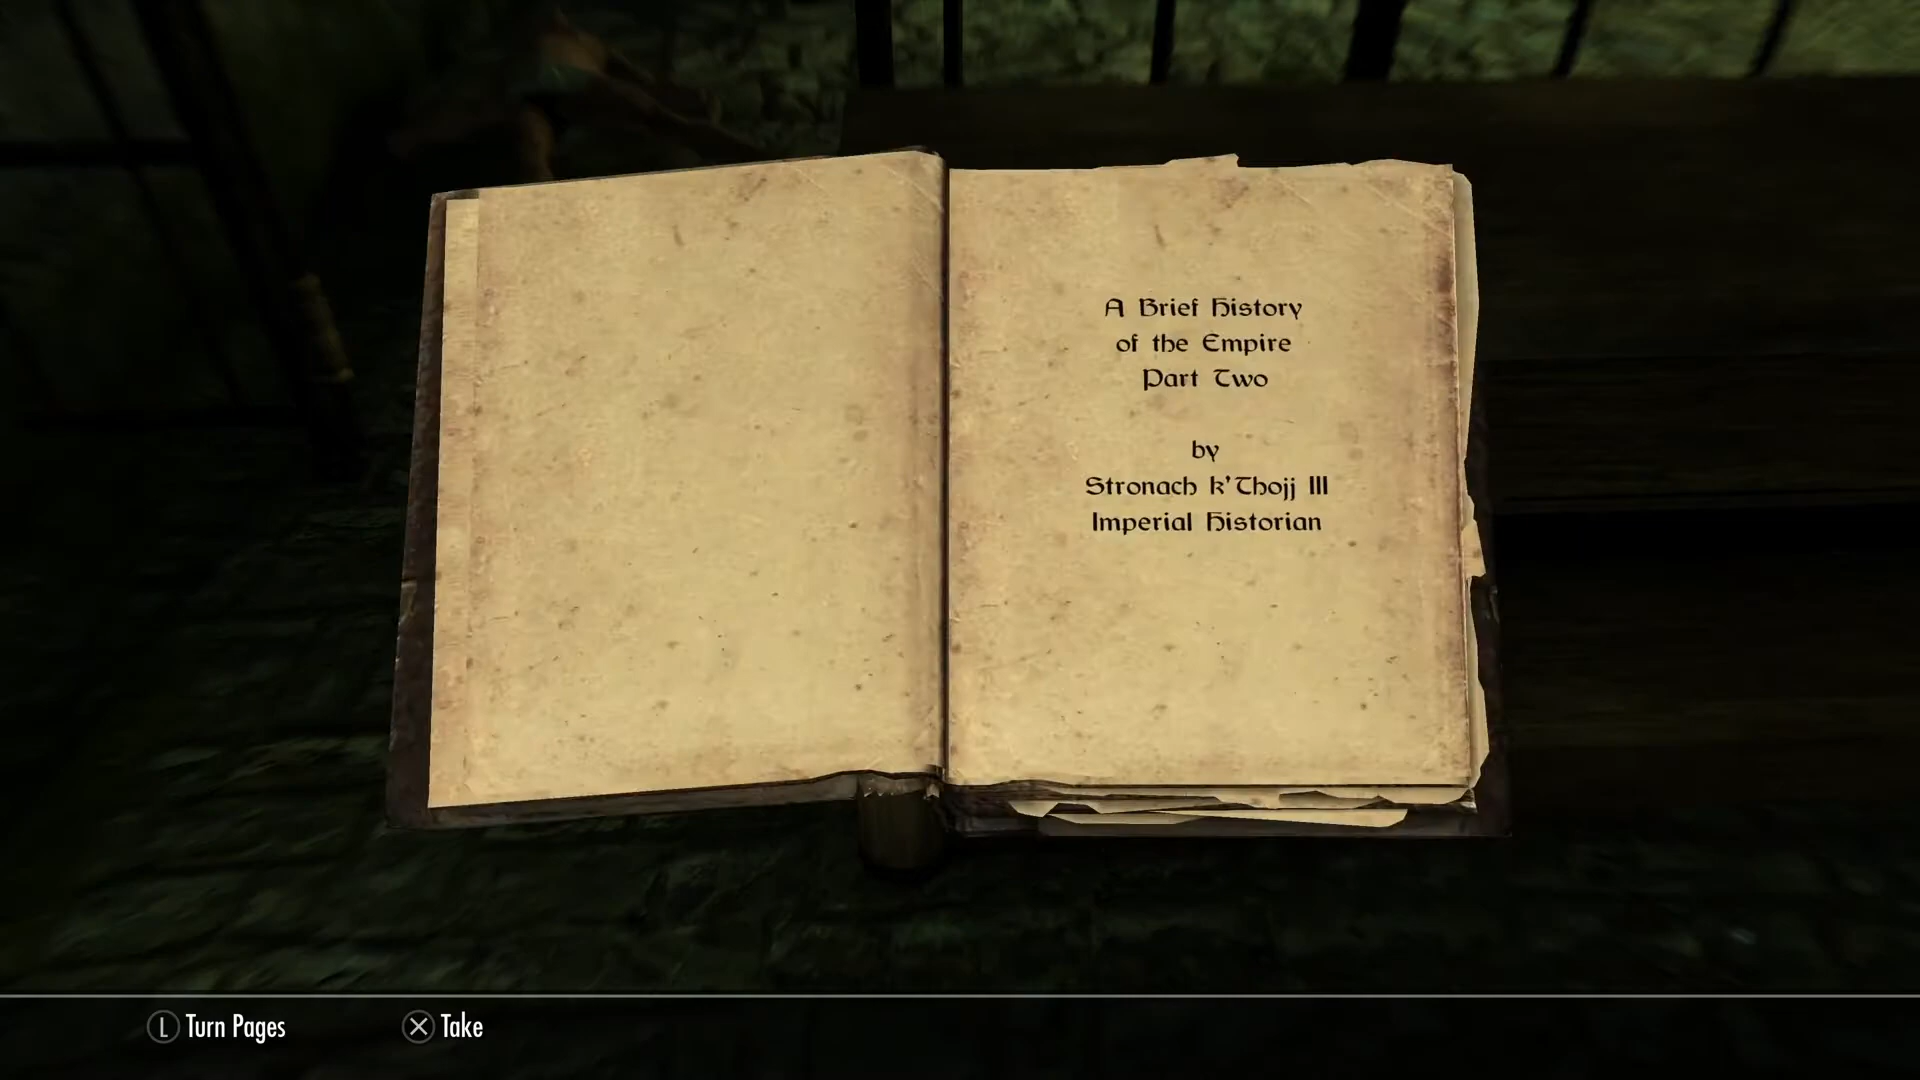 A Brief History
of the Empire
Part Two
by
Stronach k'Thojj III
Imperial Historian
L Turn Pages
X Take